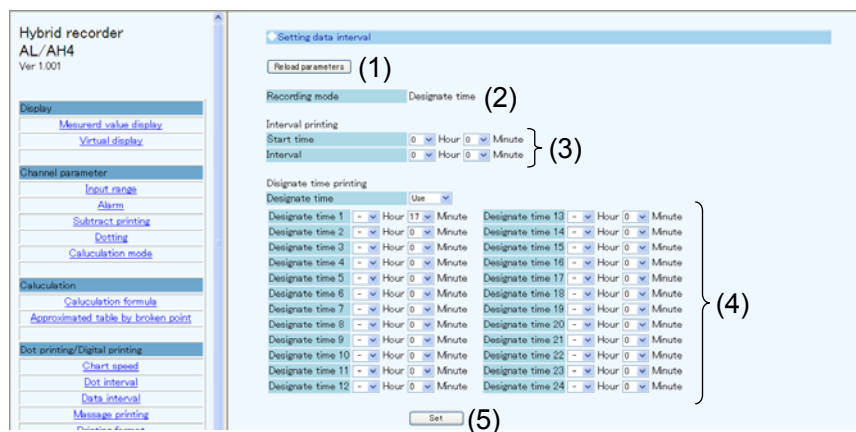 Hybrid recorder
AL/AH4
Ver 1.001
Display
Mesurerd value display
Virtual display
Channel parameter
Input range
Alarm
Subtract printing
Dotting
Caluculation mode
Caluculation
Caluculation formula
Approximated table by broken point
Dot printing/Digital printing
Chart speed
Dot interval
Data interval
Massage printing
Printing format
Setting data interval
Reload parameters (1)
Recording mode Designate time (2)
Interval printing
Start time 0 Hour 0 Minute
Interval 0 Hour 0 Minute
(3)
Disignate time printing
Designate time Use
Designate time 1 - Hour 17 Minute Designate time 13 - Hour 0 Minute
Designate time 2 - Hour 0 Minute Designate time 14 - Hour 0 Minute
Designate time 3 - Hour 0 Minute Designate time 15 - Hour 0 Minute
Designate time 4 - Hour 0 Minute Designate time 16 - Hour 0 Minute
Designate time 5 - Hour 0 Minute Designate time 17 - Hour 0 Minute
Designate time 6 - Hour 0 Minute Designate time 18 - Hour 0 Minute
Designate time 7 - Hour 0 Minute Designate time 19 - Hour 0 Minute
Designate time 8 - Hour 0 Minute Designate time 20 - Hour 0 Minute
Designate time 9 - Hour 0 Minute Designate time 21 - Hour 0 Minute
Designate time 10 - Hour 0 Minute Designate time 22 - Hour 0 Minute
Designate time 11 - Hour 0 Minute Designate time 23 - Hour 0 Minute
Designate time 12 - Hour 0 Minute Designate time 24 - Hour 0 Minute
(4)
Set (5)